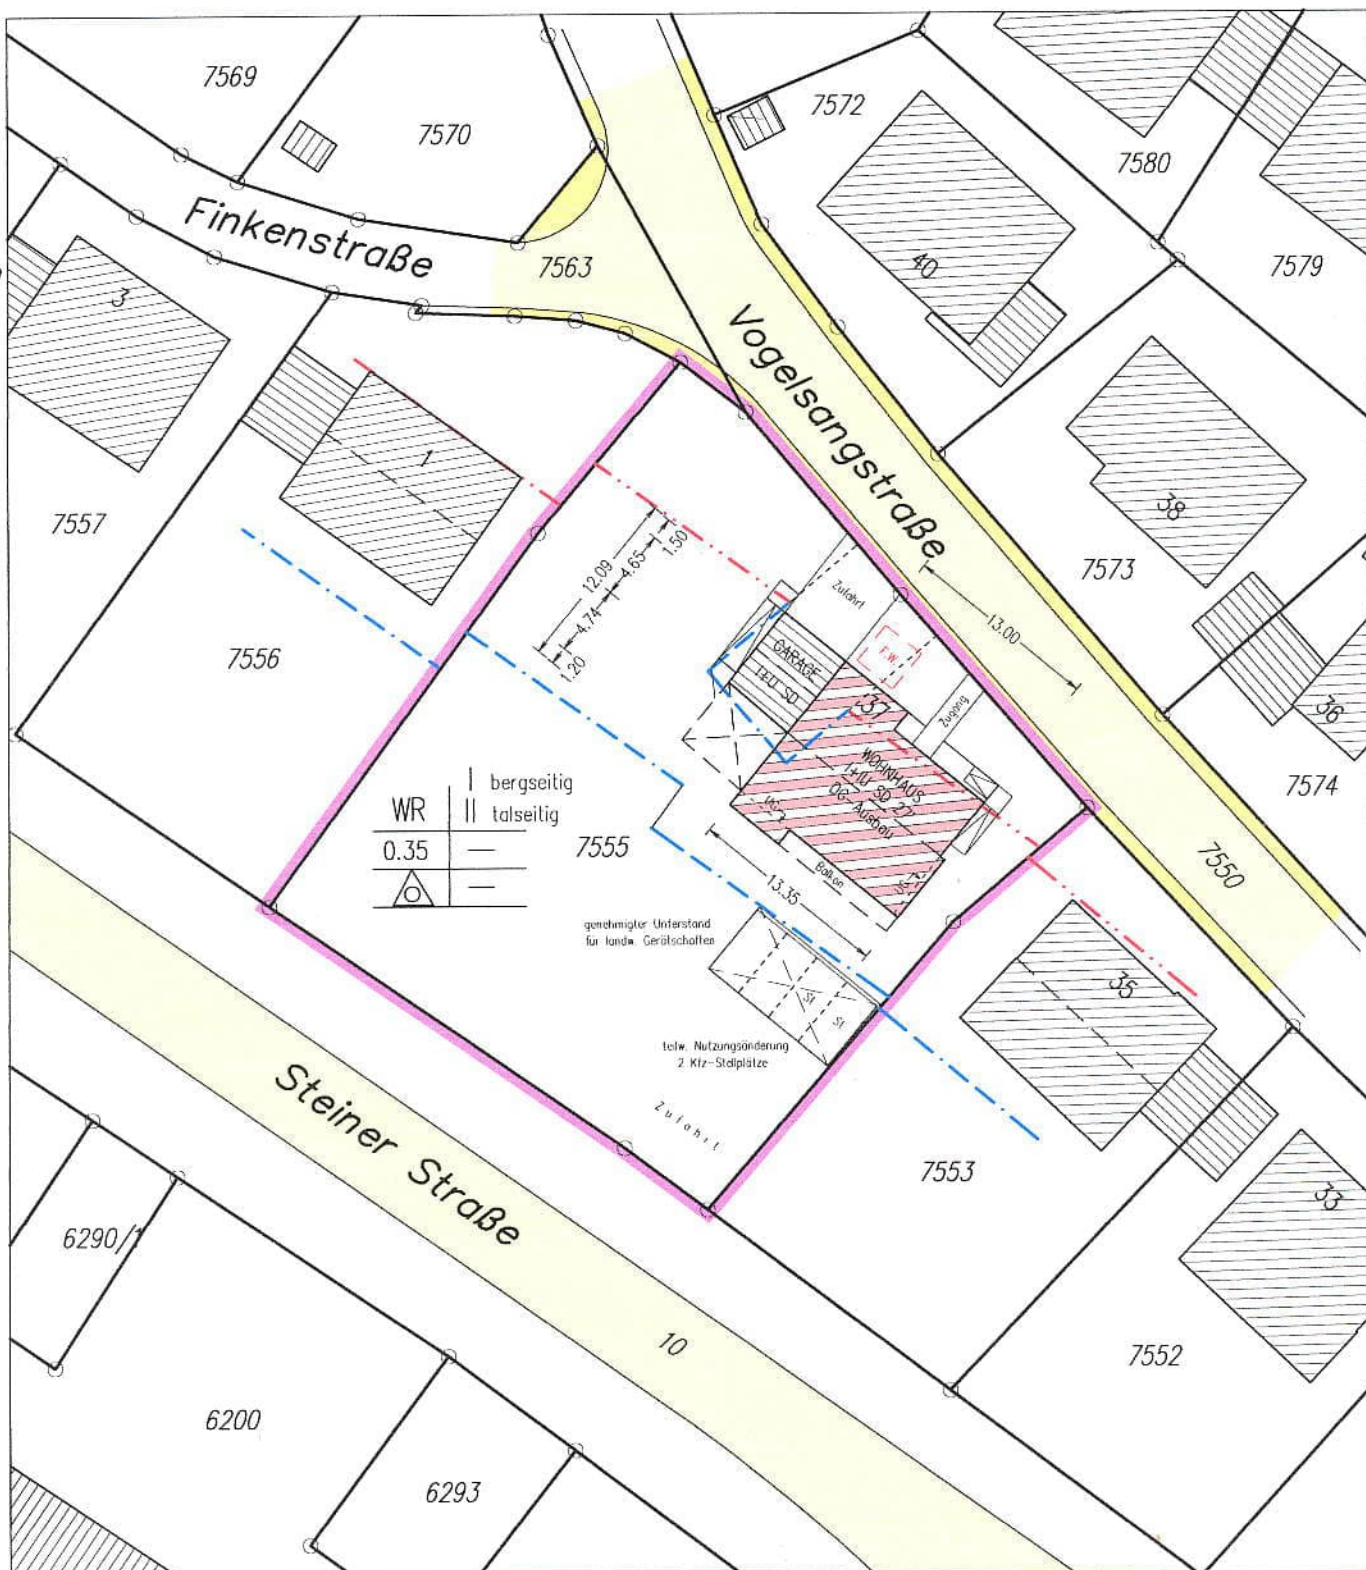 7569
7570
7572
7580
Finkenstraße
7563
40
7579
3
Vogelsangstraße
1
38
7557
7573
12.09
4.65
1.50
4.74
1.20
Zufahrt
13.00
7556
GARAGE
I+U SD
F.W.
37
Zugang
36
7574
WOHNHAUS
I+IU SD 27°
DG-Ausbau
WR
I bergseitig
II talseitig
0.35
—
O
—
7555
UG
Balkon
UG
7550
13.35
genehmigter Unterstand
für landw. Gerätschaften
35
St
St
teilw. Nutzungsänderung
2 Kfz-Stellplätze
Zufahrt
Steiner Straße
7553
33
6290/1
10
7552
6200
6293